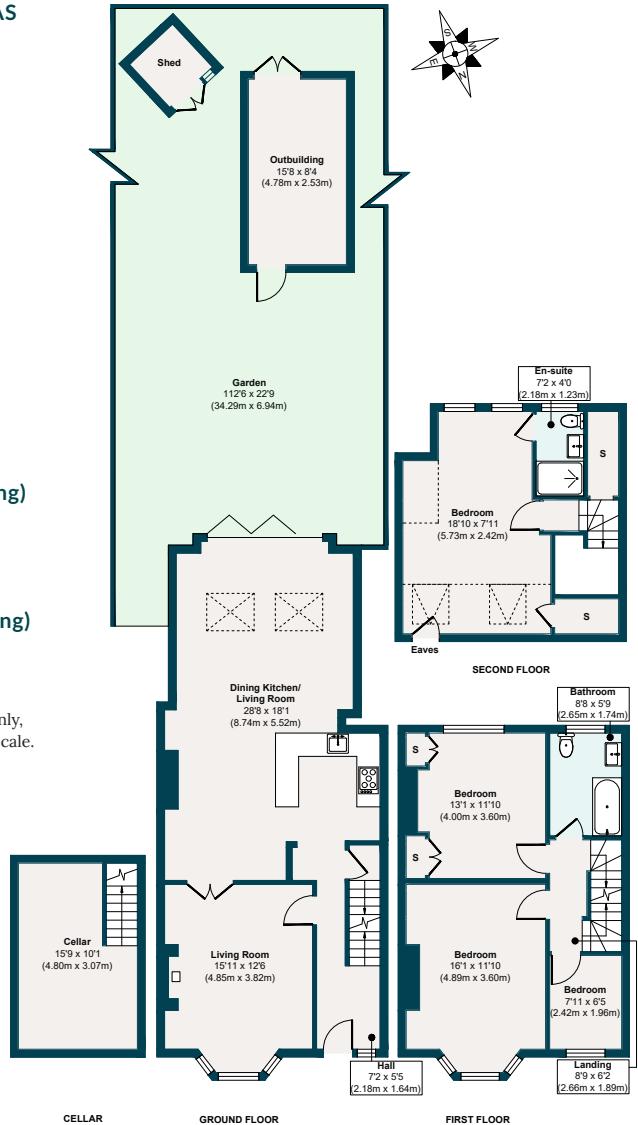 AS
Shed
S
W
E
N
Outbuilding
15'8 x 8'4
(4.78m x 2.53m)
Garden
112'6 x 22'9
(34.29m x 6.94m)
En-suite
7'2 x 4'0
(2.18m x 1.23m)
S
Bedroom
18'10 x 7'11
(5.73m x 2.42m)
S
Eaves
SECOND FLOOR
ng)
ng)
nly,
cale.
Dining Kitchen/
Living Room
28'8 x 18'1
(8.74m x 5.52m)
Bathroom
8'8 x 5'9
(2.65m x 1.74m)
S
Bedroom
13'1 x 11'10
(4.00m x 3.60m)
S
Cellar
15'9 x 10'1
(4.80m x 3.07m)
Living Room
15'11 x 12'6
(4.85m x 3.82m)
Bedroom
16'1 x 11'10
(4.89m x 3.60m)
Bedroom
7'11 x 6'5
(2.42m x 1.96m)
Hall
7'2 x 5'5
(2.18m x 1.64m)
Landing
8'9 x 6'2
(2.66m x 1.89m)
CELLAR
GROUND FLOOR
FIRST FLOOR